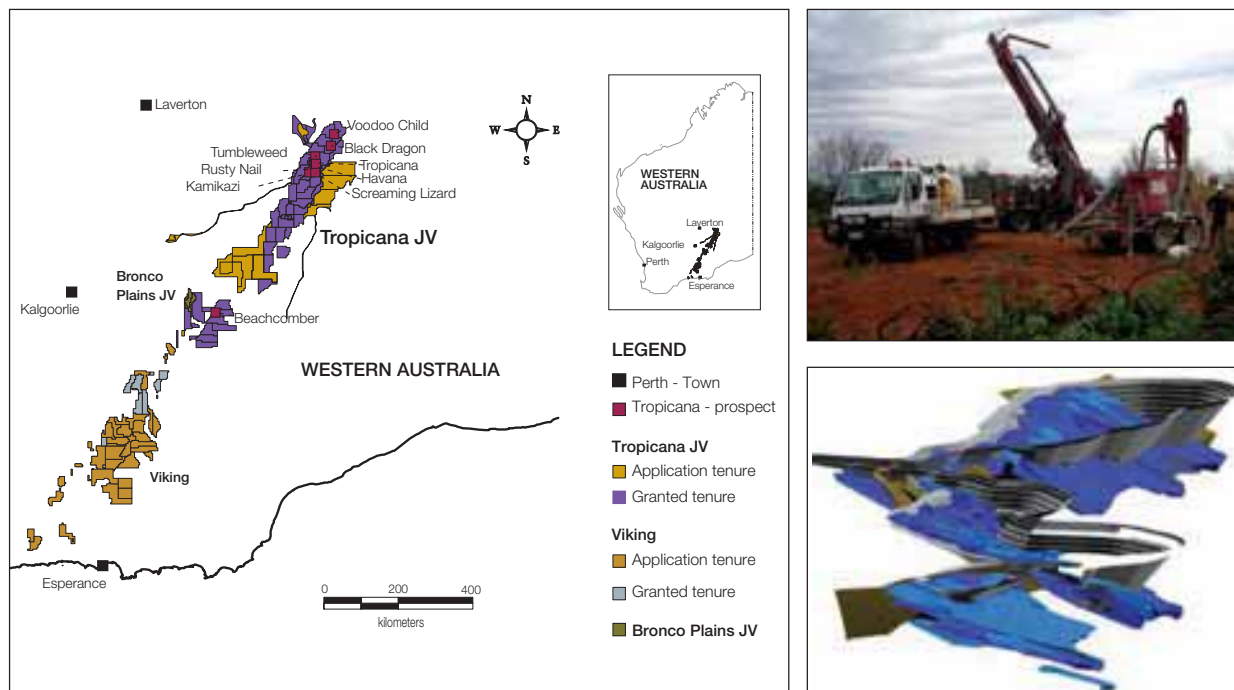 Laverton
N
W E
S
Voodoo Child
Black Dragon
Tumbleweed
Tropicana
Rusty Nail
Havana
Kamikazi
Screaming Lizard
Tropicana JV
Bronco
Plains JV
Kalgoorlie
Beachcomber
WESTERN AUSTRALIA
Viking
Esperance
0 200 400
kilometers
WESTERN
AUSTRALIA
Laverton
Kalgoorlie
Perth
Esperance
LEGEND
Perth - Town
Tropicana - prospect
Tropicana JV
Application tenure
Granted tenure
Viking
Application tenure
Granted tenure
Bronco Plains JV